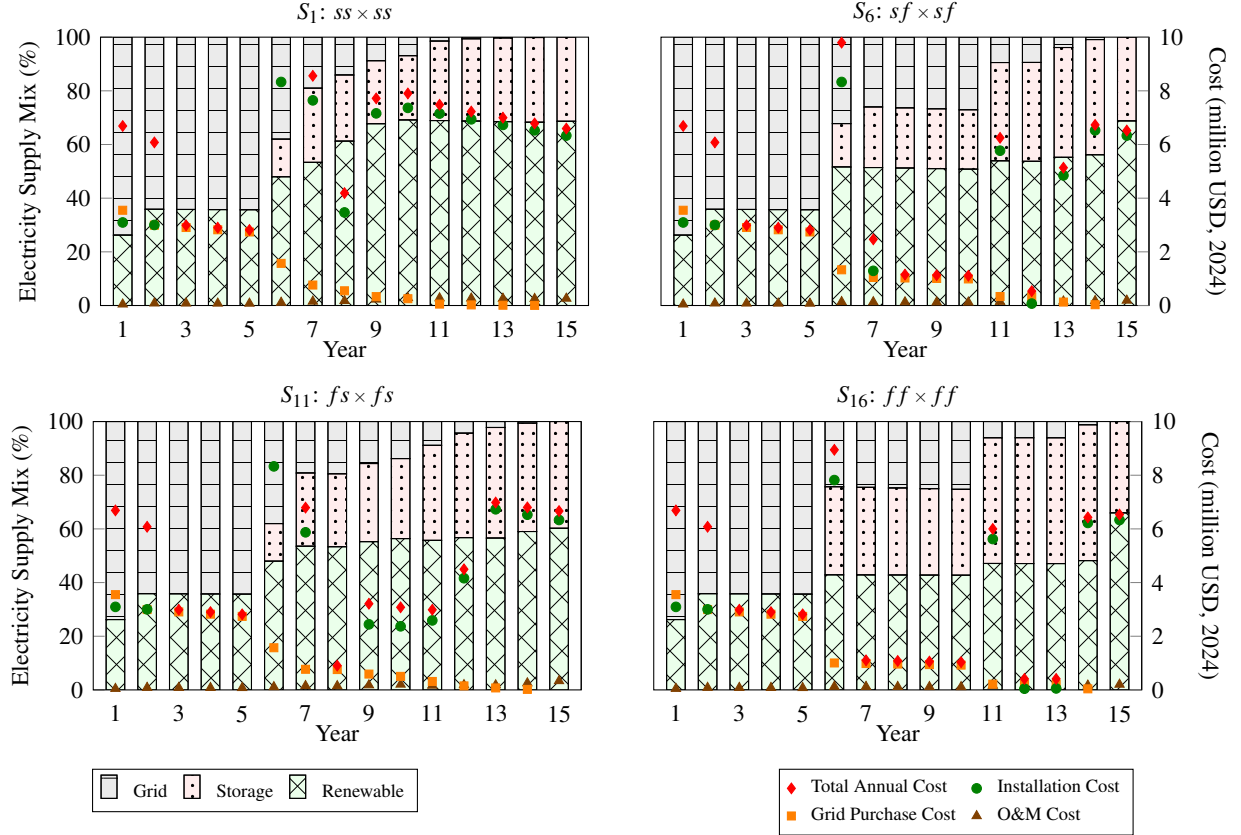 S₁: ss × ss
S₆: sf × sf
Electricity Supply Mix (%)
100
80
60
40
20
0
1 3 5 7 9 11 13 15
Year
10
8
6
4
2
0
1 3 5 7 9 11 13 15
Year
Cost (million USD, 2024)
S₁₁: fs × fs
S₁₆: ff × ff
Electricity Supply Mix (%)
100
80
60
40
20
0
1 3 5 7 9 11 13 15
Year
10
8
6
4
2
0
1 3 5 7 9 11 13 15
Year
Cost (million USD, 2024)
Grid Storage Renewable
Total Annual Cost Installation Cost
Grid Purchase Cost O&M Cost